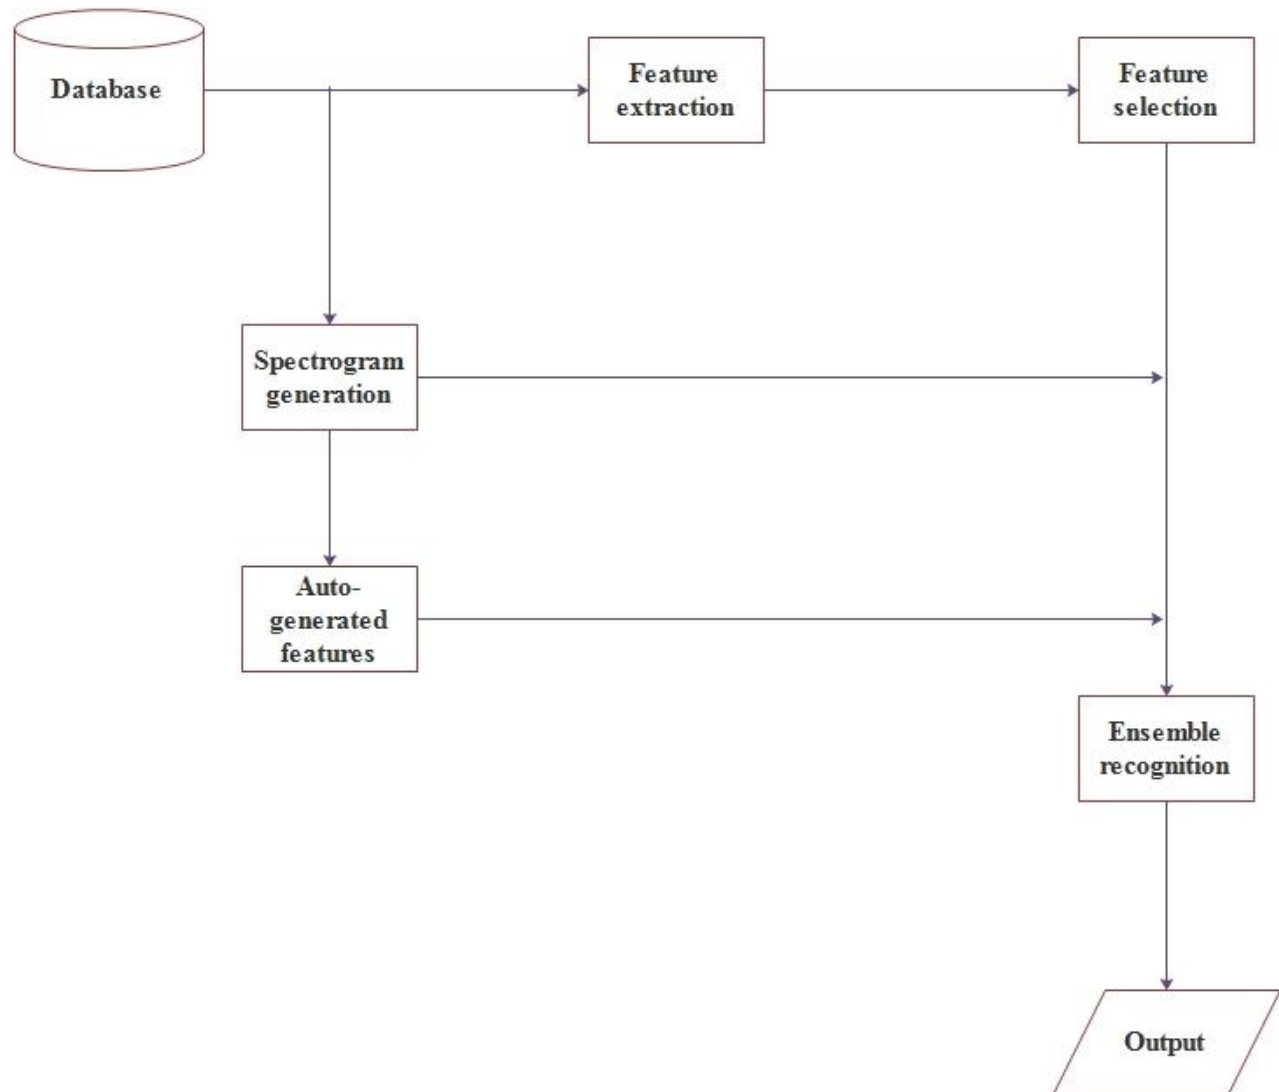 Database
Feature
extraction
Feature
selection
Spectrogram
generation
Auto-
generated
features
Ensemble
recognition
Output